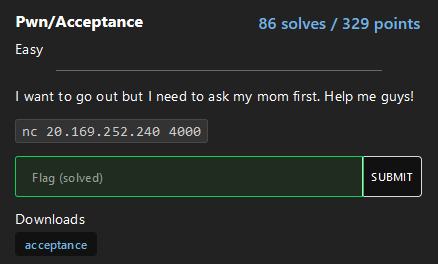 Pwn/Acceptance 86 solves / 329 points
Easy
I want to go out but I need to ask my mom first. Help me guys!
nc 20.169.252.240 4000
Flag (solved) SUBMIT
Downloads
acceptance